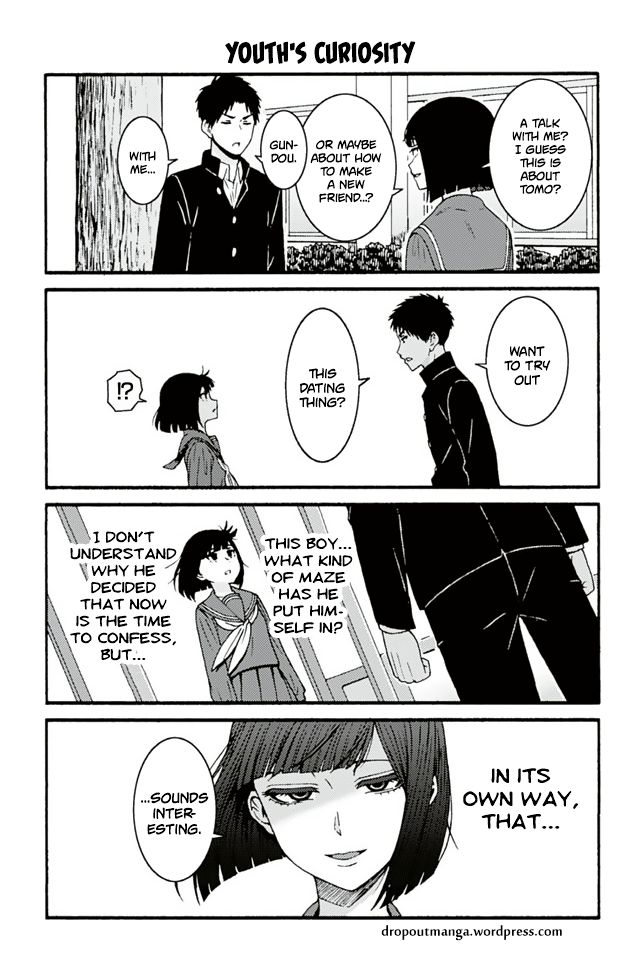 YOUTH'S CURIOSITY
A TALK
WITH ME?
I GUESS
THIS IS
ABOUT
TOMO?
OR MAYBE
ABOUT HOW
TO MAKE
A NEW
FRIEND..?
GUN-
DOU.
WITH
ME...
WANT
TO TRY
OUT
THIS
DATING
THING?
!?
THIS BOY...
WHAT KIND
OF MAZE
HAS HE
PUT HIM-
SELF IN?
I DON'T
UNDERSTAND
WHY HE
DECIDED
THAT NOW
IS THE TIME
TO CONFESS,
BUT...
IN ITS
OWN WAY,
THAT...
...SOUNDS
INTER-
ESTING.
dropoutmanga.wordpress.com